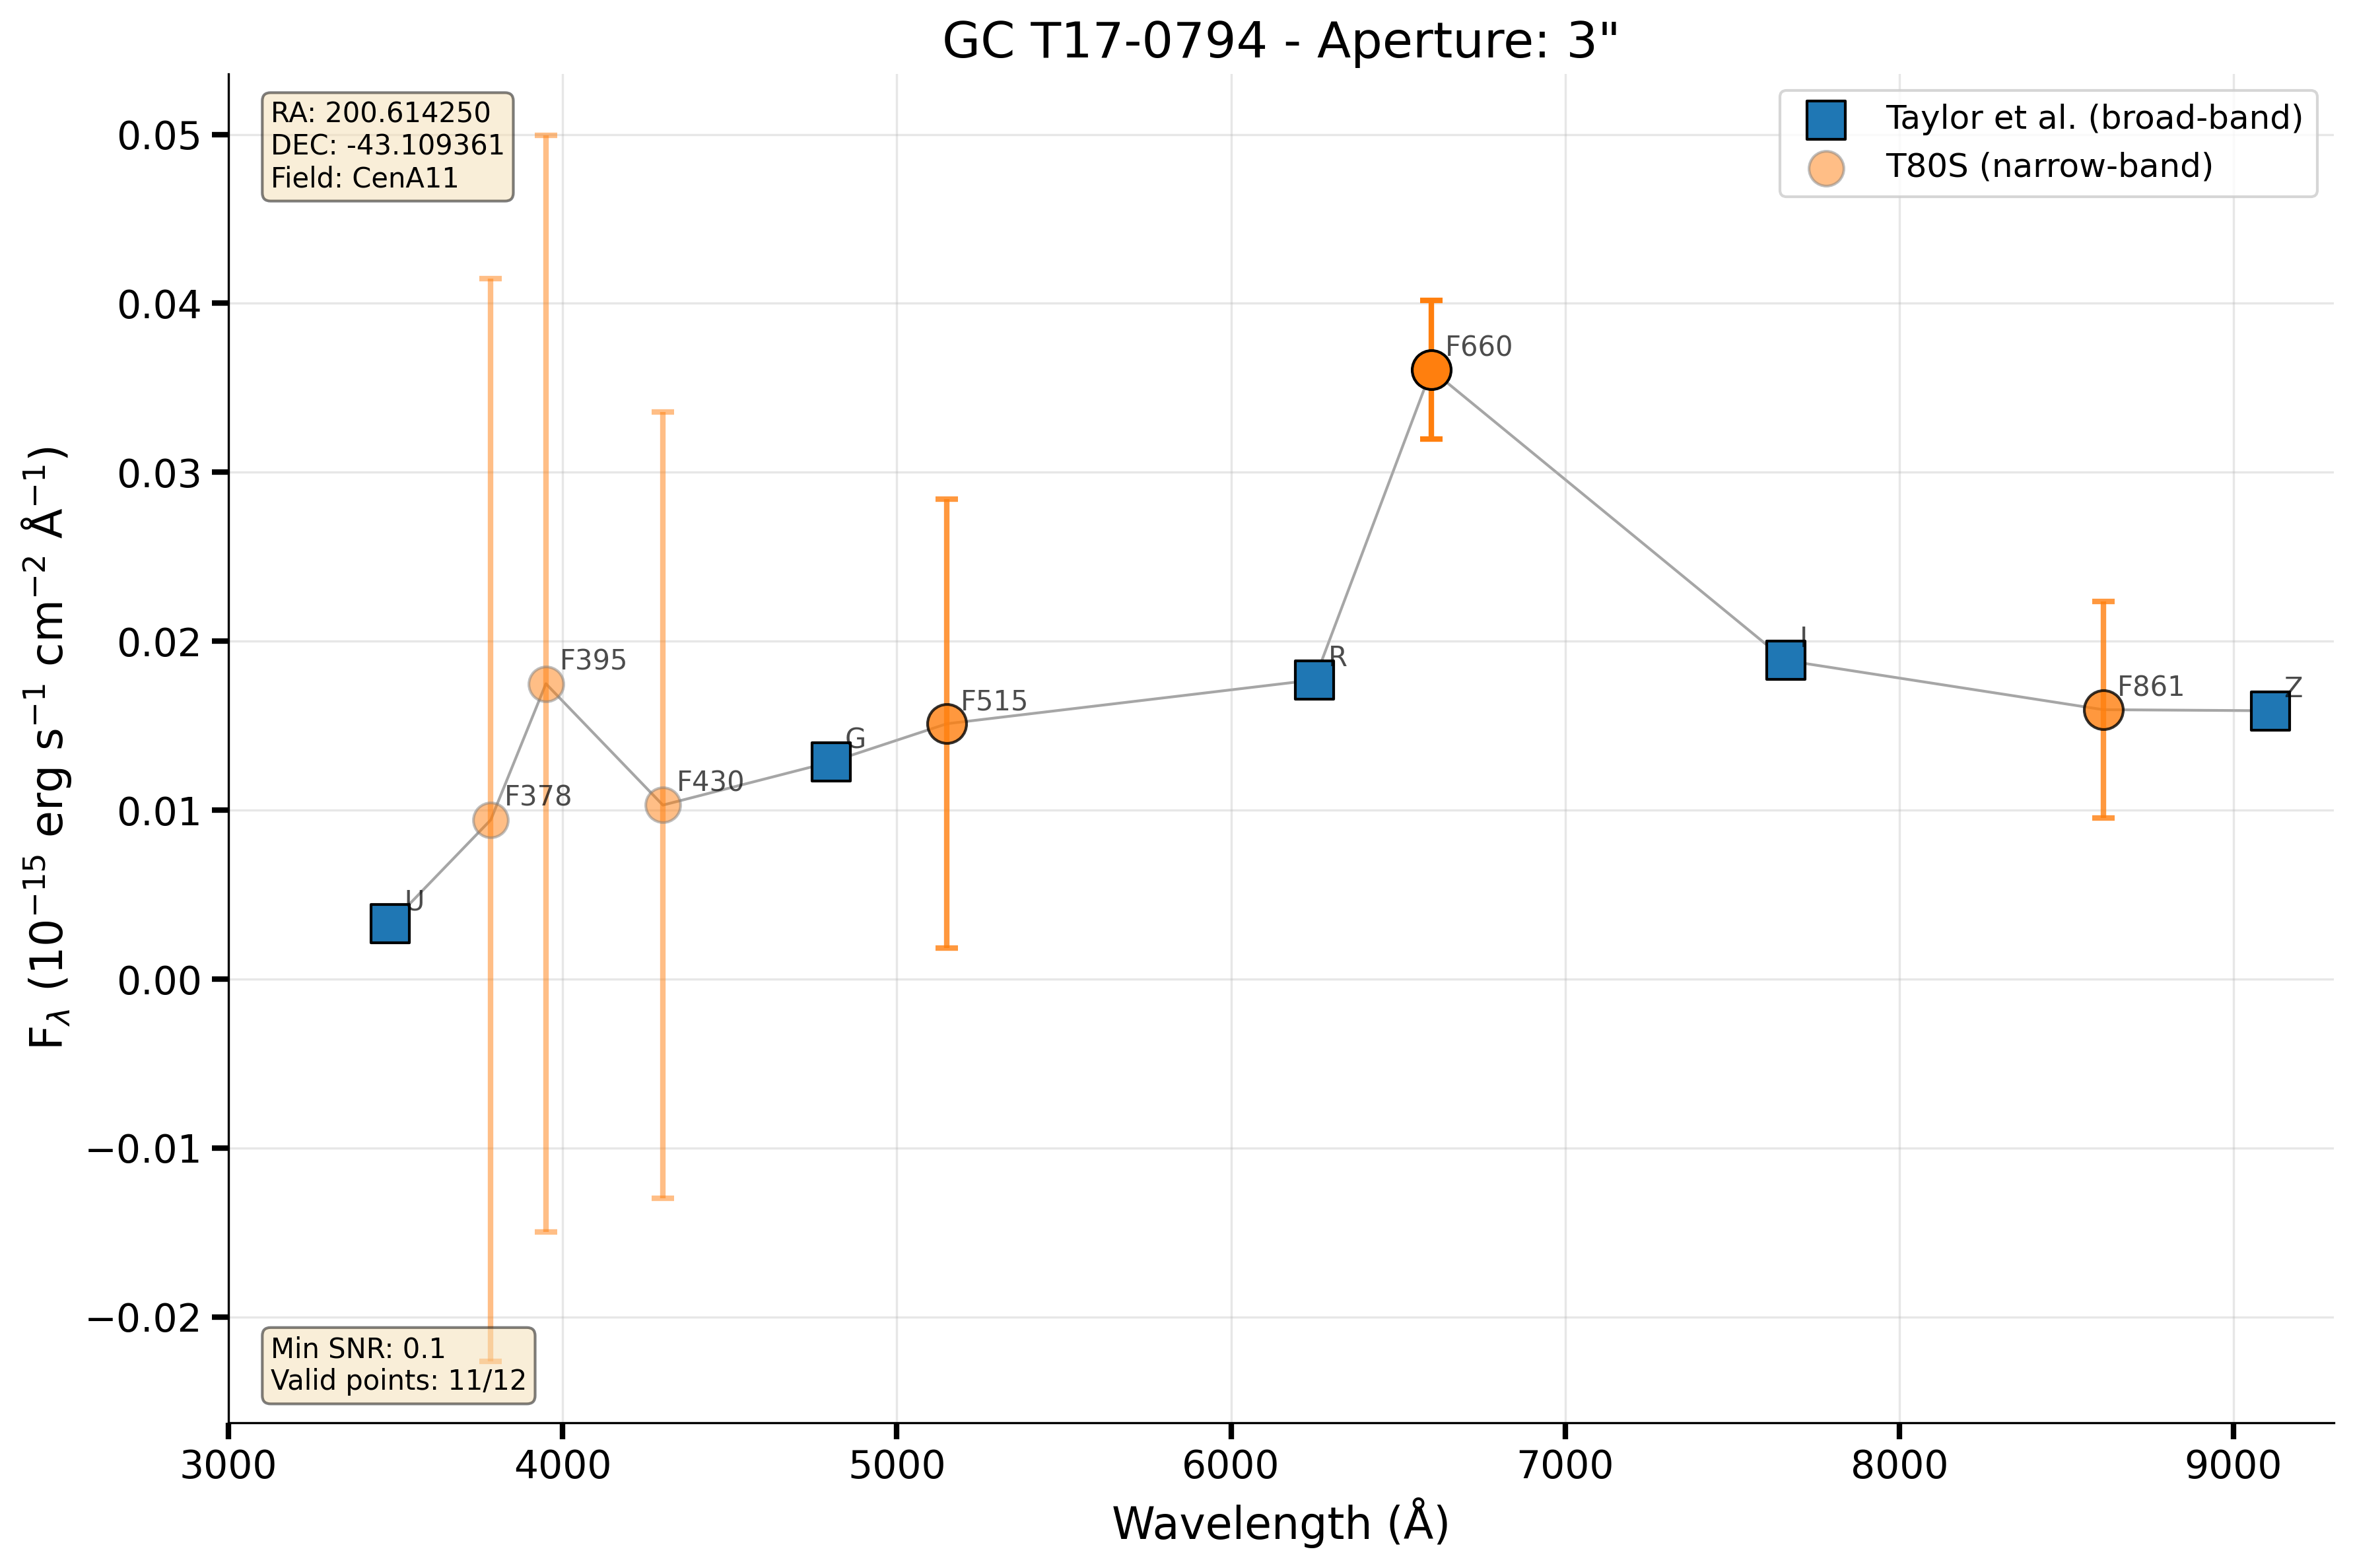 GC T17-0794 - Aperture: 3"
RA: 200.614250
DEC: -43.109361
Field: CenA11
Taylor et al. (broad-band)
T80S (narrow-band)
F$_λ$ (10$^{−15}$ erg s$^{−1}$ cm$^{−2}$ Å$^{−1}$)
0.05
0.04
0.03
0.02
0.01
0.00
−0.01
−0.02
U
F378
F395
F430
G
F515
R
F660
I
F861
Z
Min SNR: 0.1
Valid points: 11/12
3000 4000 5000 6000 7000 8000 9000
Wavelength (Å)